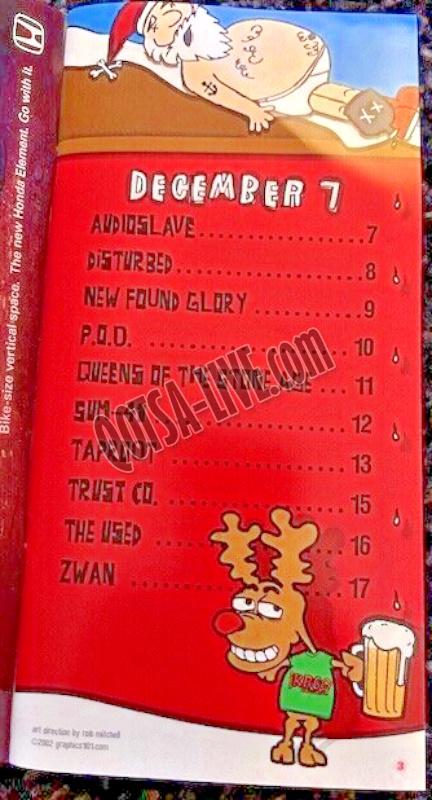 Bike-size vertical space. The new Honda Element. Go with it.
DECEMBER 7
AUDIOSLAVE 7
DISTURBED 8
NEW FOUND GLORY 9
P.O.D. 10
QUEENS OF THE STONE AGE 11
SUM-41 12
TAPROOT 13
TRUST CO. 15
THE USED 16
ZWAN 17
QOTSA-LIVE.com
KROQ
art direction by rob mitchell
©2002 graphics101.com
3